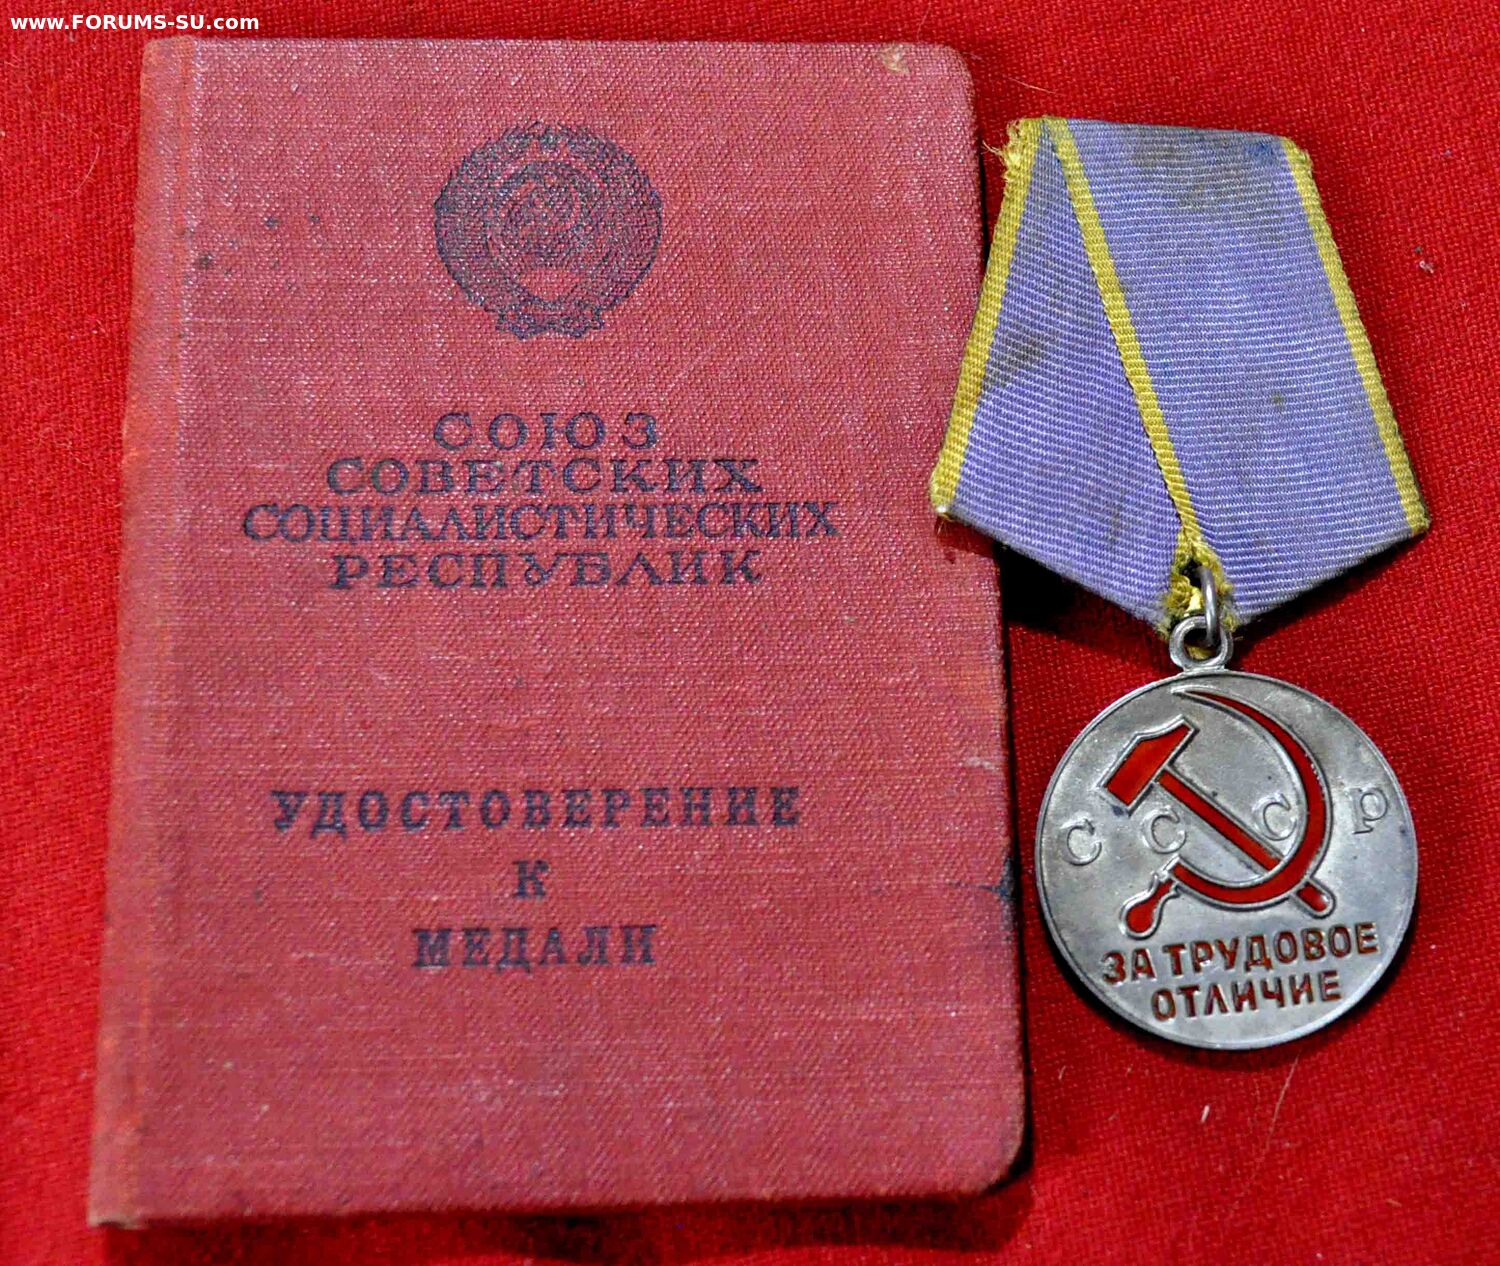 www.FORUMS-SU.com
СОЮЗ
СОВЕТСКИХ
СОЦИАЛИСТИЧЕСКИХ
РЕСПУБЛИК
УДОСТОВЕРЕНИЕ
К
МЕДАЛИ
СССР
ЗА ТРУДОВОЕ
ОТЛИЧИЕ